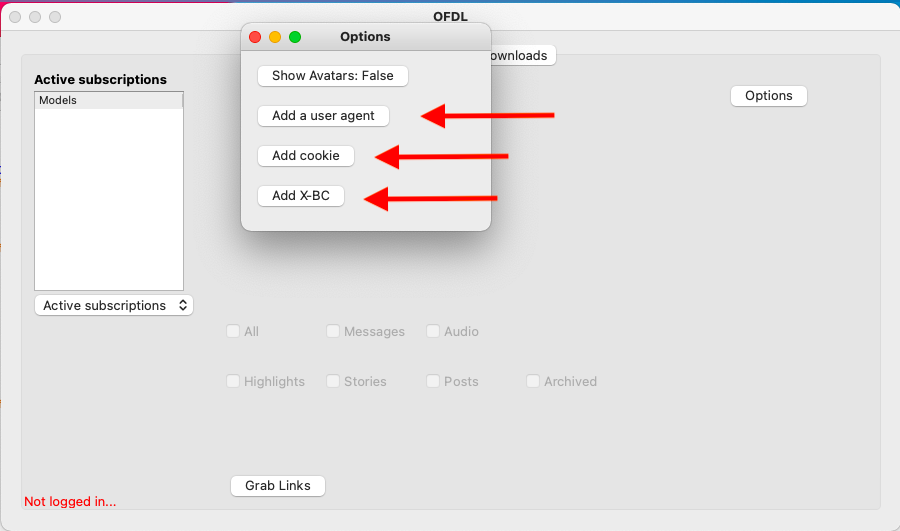 OFDL
Options
ownloads
Show Avatars: False
Add a user agent
Add cookie
Add X-BC
Options
Active subscriptions
Models
Active subscriptions
All
Messages
Audio
Highlights
Stories
Posts
Archived
Grab Links
Not logged in...